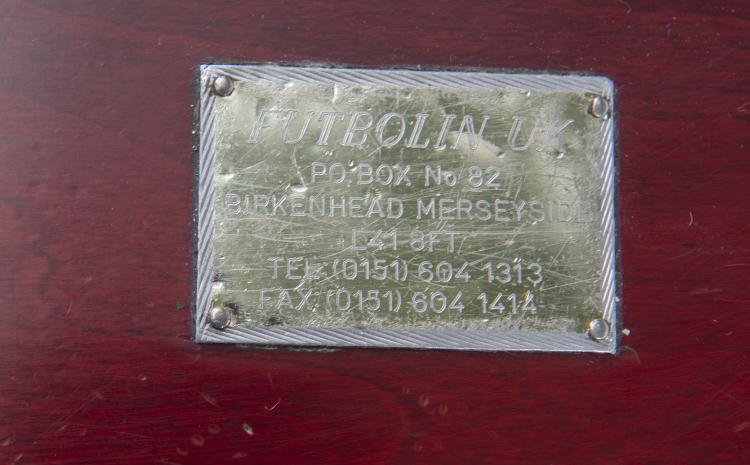 FUTBOLIN UK
PO.BOX No 82
BIRKENHEAD MERSEYSIDE
L41 8FT
TEL: (0151) 604 1313
FAX: (0151) 604 1414